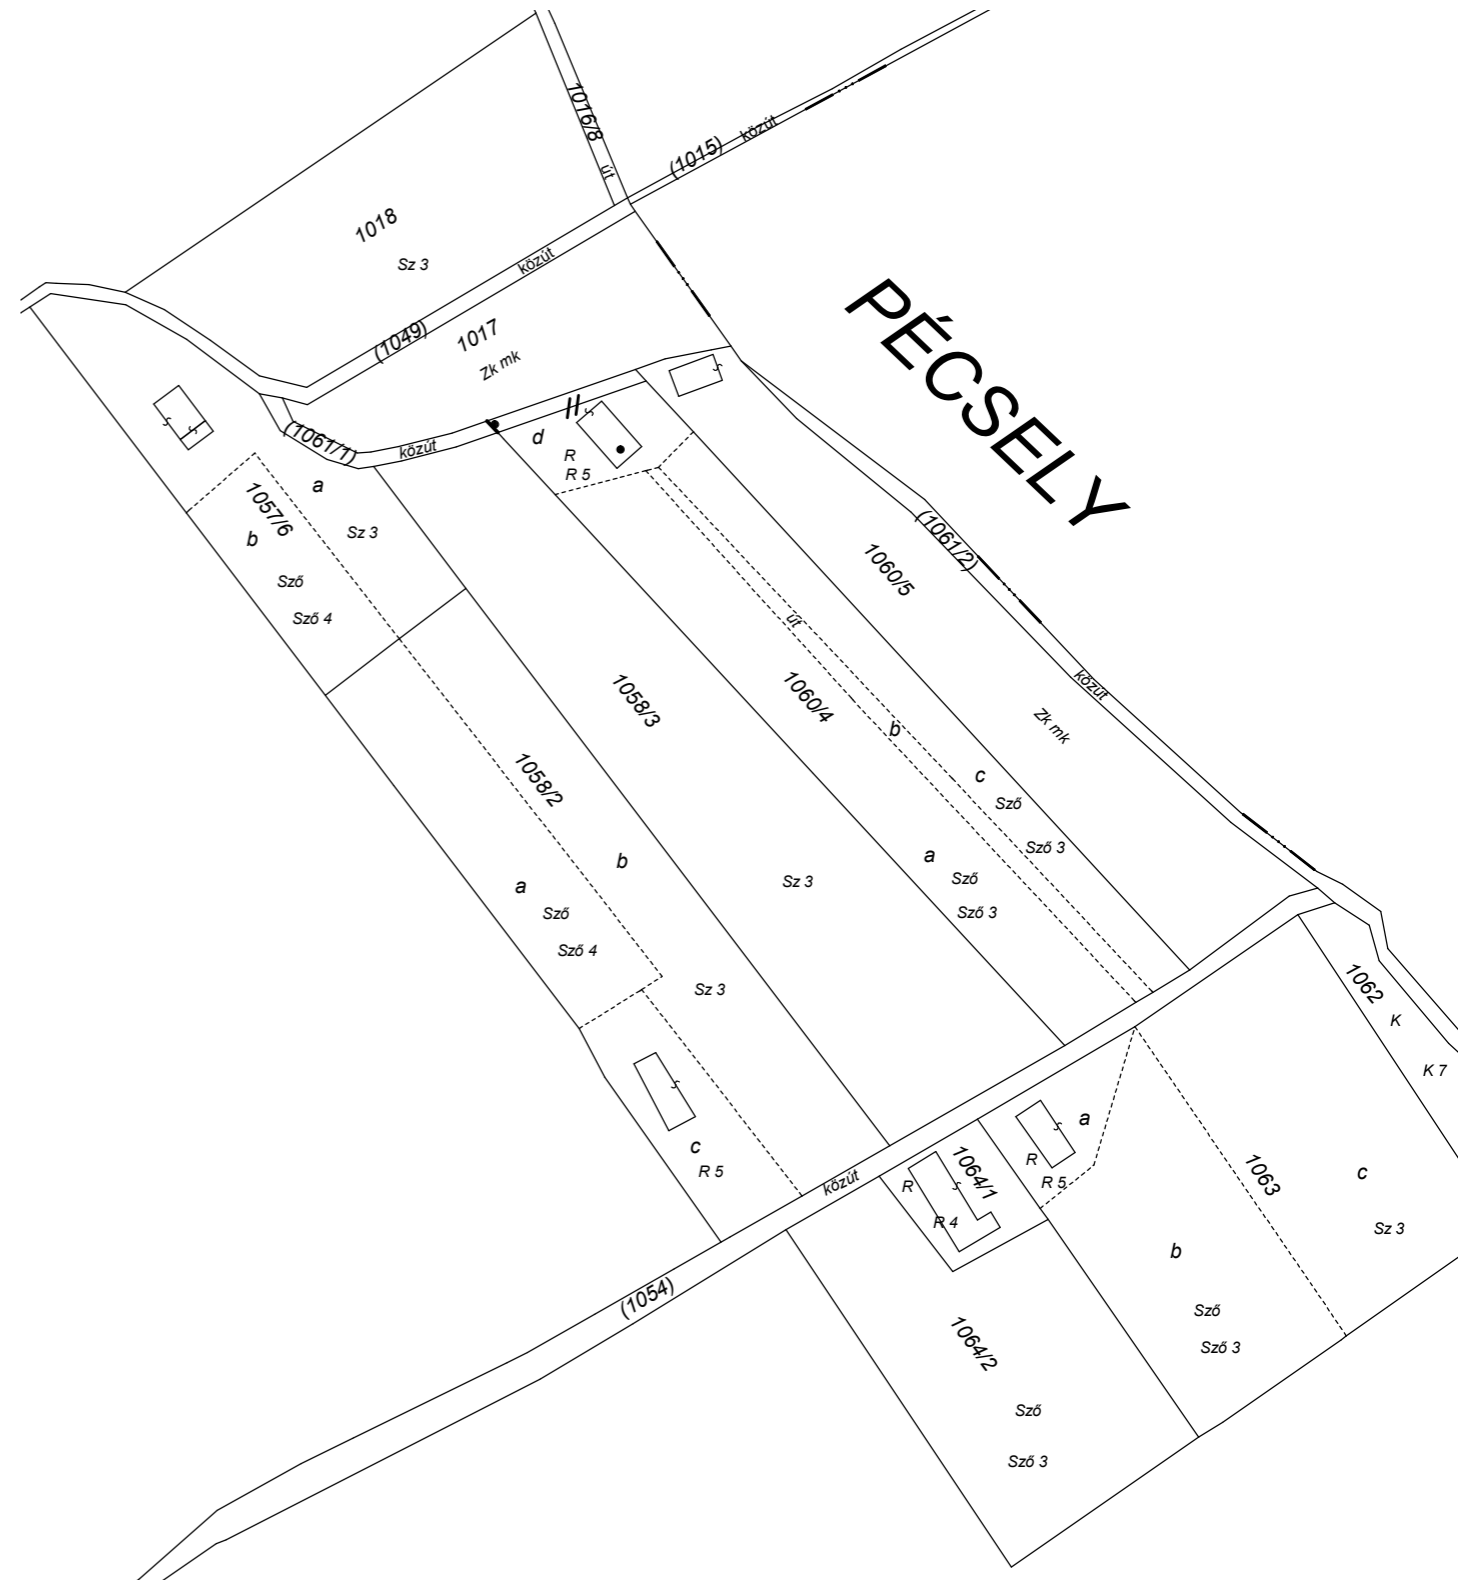 1016/8
út
(1015)
közút
1018
Sz 3
közút
(1049)
1017
Zk mk
PÉCSELY
(1061/1)
közút
d
R
R 5
a
1057/6
b
Sz 3
Sző
Sző 4
(1061/2)
1060/5
út
közút
1058/3
1060/4
Zk mk
b
1058/2
c
Sző
Sző 3
b
a
Sz 3
Sző
Sző 3
a
Sző
Sző 4
Sz 3
1062
K
K 7
c
R 5
a
R
R 5
1064/1
R
R 4
közút
1063
c
Sz 3
b
(1054)
Sző
Sző 3
1064/2
Sző
Sző 3